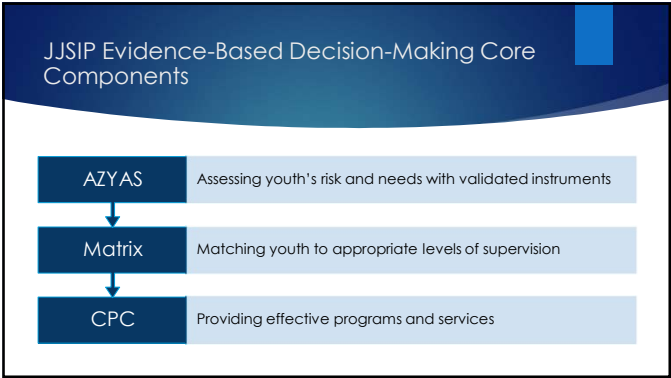 JJSIP Evidence-Based Decision-Making Core
Components
AZYAS
Assessing youth's risk and needs with validated instruments
Matrix
Matching youth to appropriate levels of supervision
CPC
Providing effective programs and services